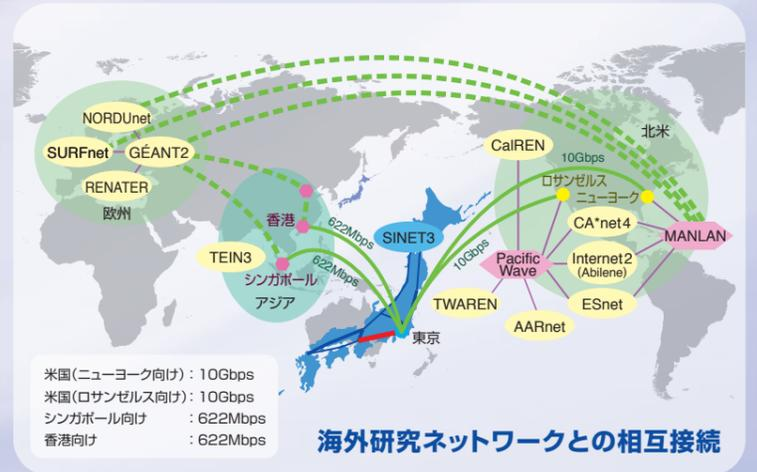 NORDUnet
SURFnet
GÉANT2
RENATER
欧州
香港
TEIN3
シンガポール
アジア
622Mbps
622Mbps
SINET3
東京
10Gbps
10Gbps
北米
CalREN
ロサンゼルス
ニューヨーク
CA*net4
MANLAN
Pacific
Wave
Internet2
(Abilene)
TWAREN
ESnet
AARnet
米国(ニューヨーク向け):10Gbps
米国(ロサンゼルス向け):10Gbps
シンガポール向け :622Mbps
香港向け :622Mbps
海外研究ネットワークとの相互接続